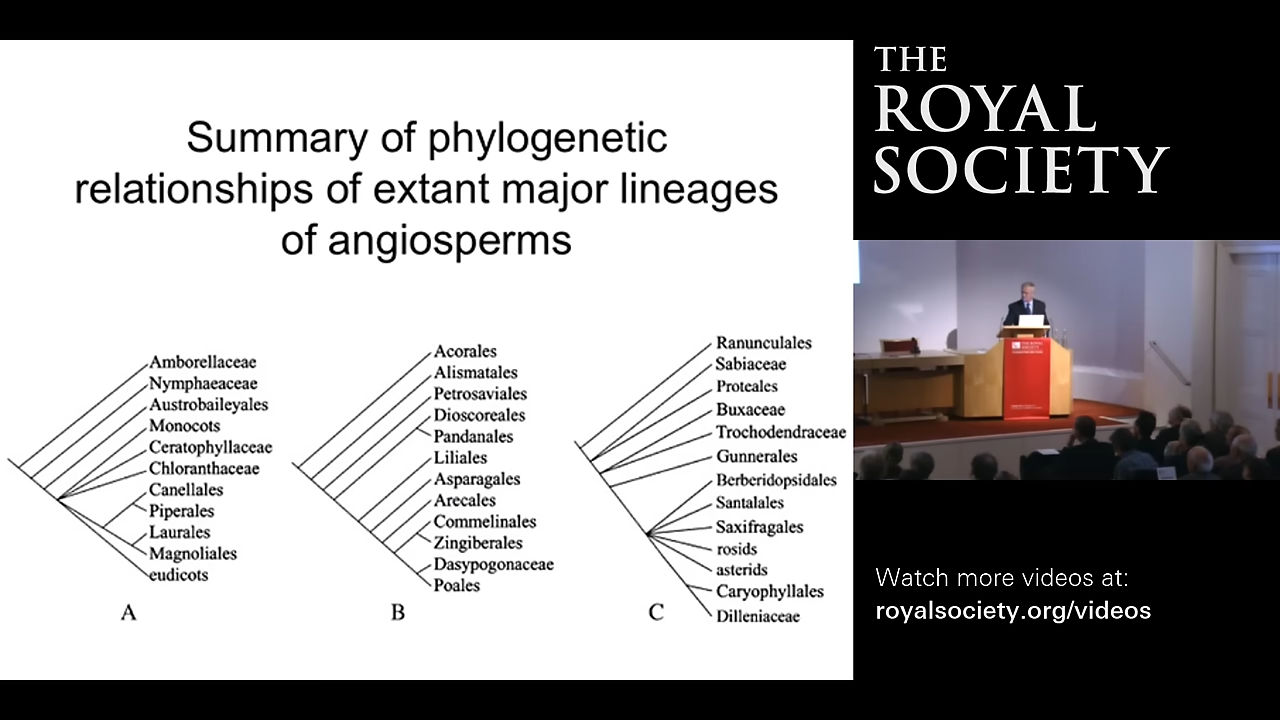 Summary of phylogenetic
relationships of extant major lineages
of angiosperms
Amborellaceae
Nymphaeaceae
Austrobaileyales
Monocots
Ceratophyllaceae
Chloranthaceae
Canellales
Piperales
Laurales
Magnoliales
eudicots
A
Acorales
Alismatales
Petrosaviales
Dioscoreales
Pandanales
Liliales
Asparagales
Arecales
Commelinales
Zingiberales
Dasypogonaceae
Poales
B
Ranunculales
Sabiaceae
Proteales
Buxaceae
Trochodendraceae
Gunnerales
Berberidopsidales
Santalales
Saxifragales
rosids
asterids
Caryophyllales
Dilleniaceae
C
THE
ROYAL
SOCIETY
Watch more videos at:
royalsociety.org/videos